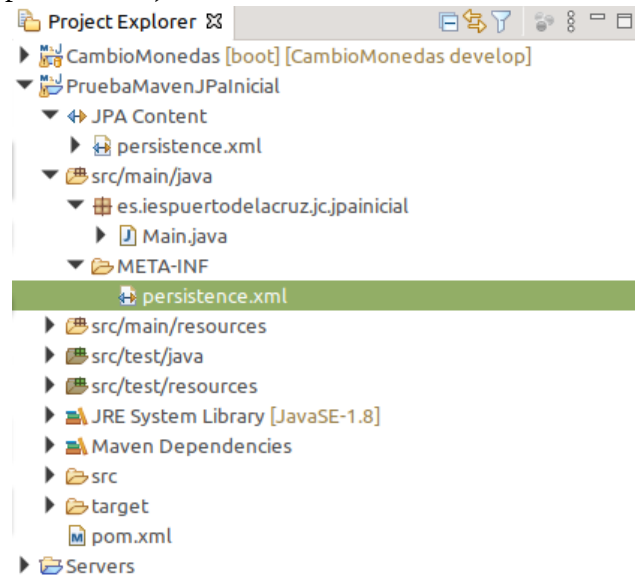 Project Explorer
CambioMonedas [boot] [CambioMonedas develop]
PruebaMavenJPaInicial
JPA Content
persistence.xml
src/main/java
es.iespuertodelacruz.jc.jpainicial
Main.java
META-INF
persistence.xml
src/main/resources
src/test/java
src/test/resources
JRE System Library [JavaSE-1.8]
Maven Dependencies
src
target
pom.xml
Servers